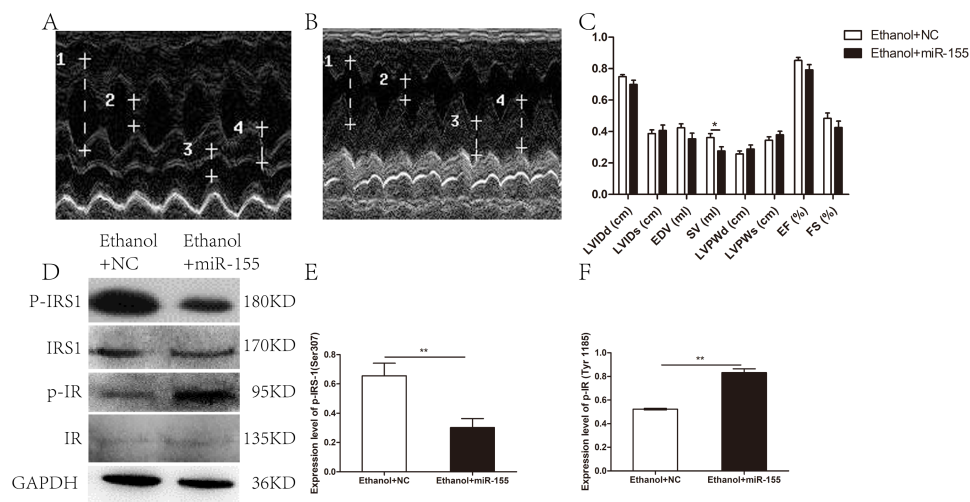 A
1
2
3
4
B
1
2
3
4
C
Ethanol+NC
Ethanol+miR-155
1.0
0.8
0.6
0.4
0.2
0.0
*
LVIDd (cm)
LVIDs (cm)
EDV (ml)
SV (ml)
LVPWd (cm)
LVPWs (cm)
EF (%)
FS (%)
D
Ethanol
+NC
Ethanol
+miR-155
P-IRS1
180KD
IRS1
170KD
p-IR
95KD
IR
135KD
GAPDH
36KD
E
Expression level of p-IRS-1(Ser307)
0.8
0.6
0.4
0.2
0.0
**
Ethanol+NC
Ethanol+miR-155
F
Expression level of p-IR (Tyr 1185)
1.0
0.8
0.6
0.4
0.2
0.0
**
Ethanol+NC
Ethanol+miR-155